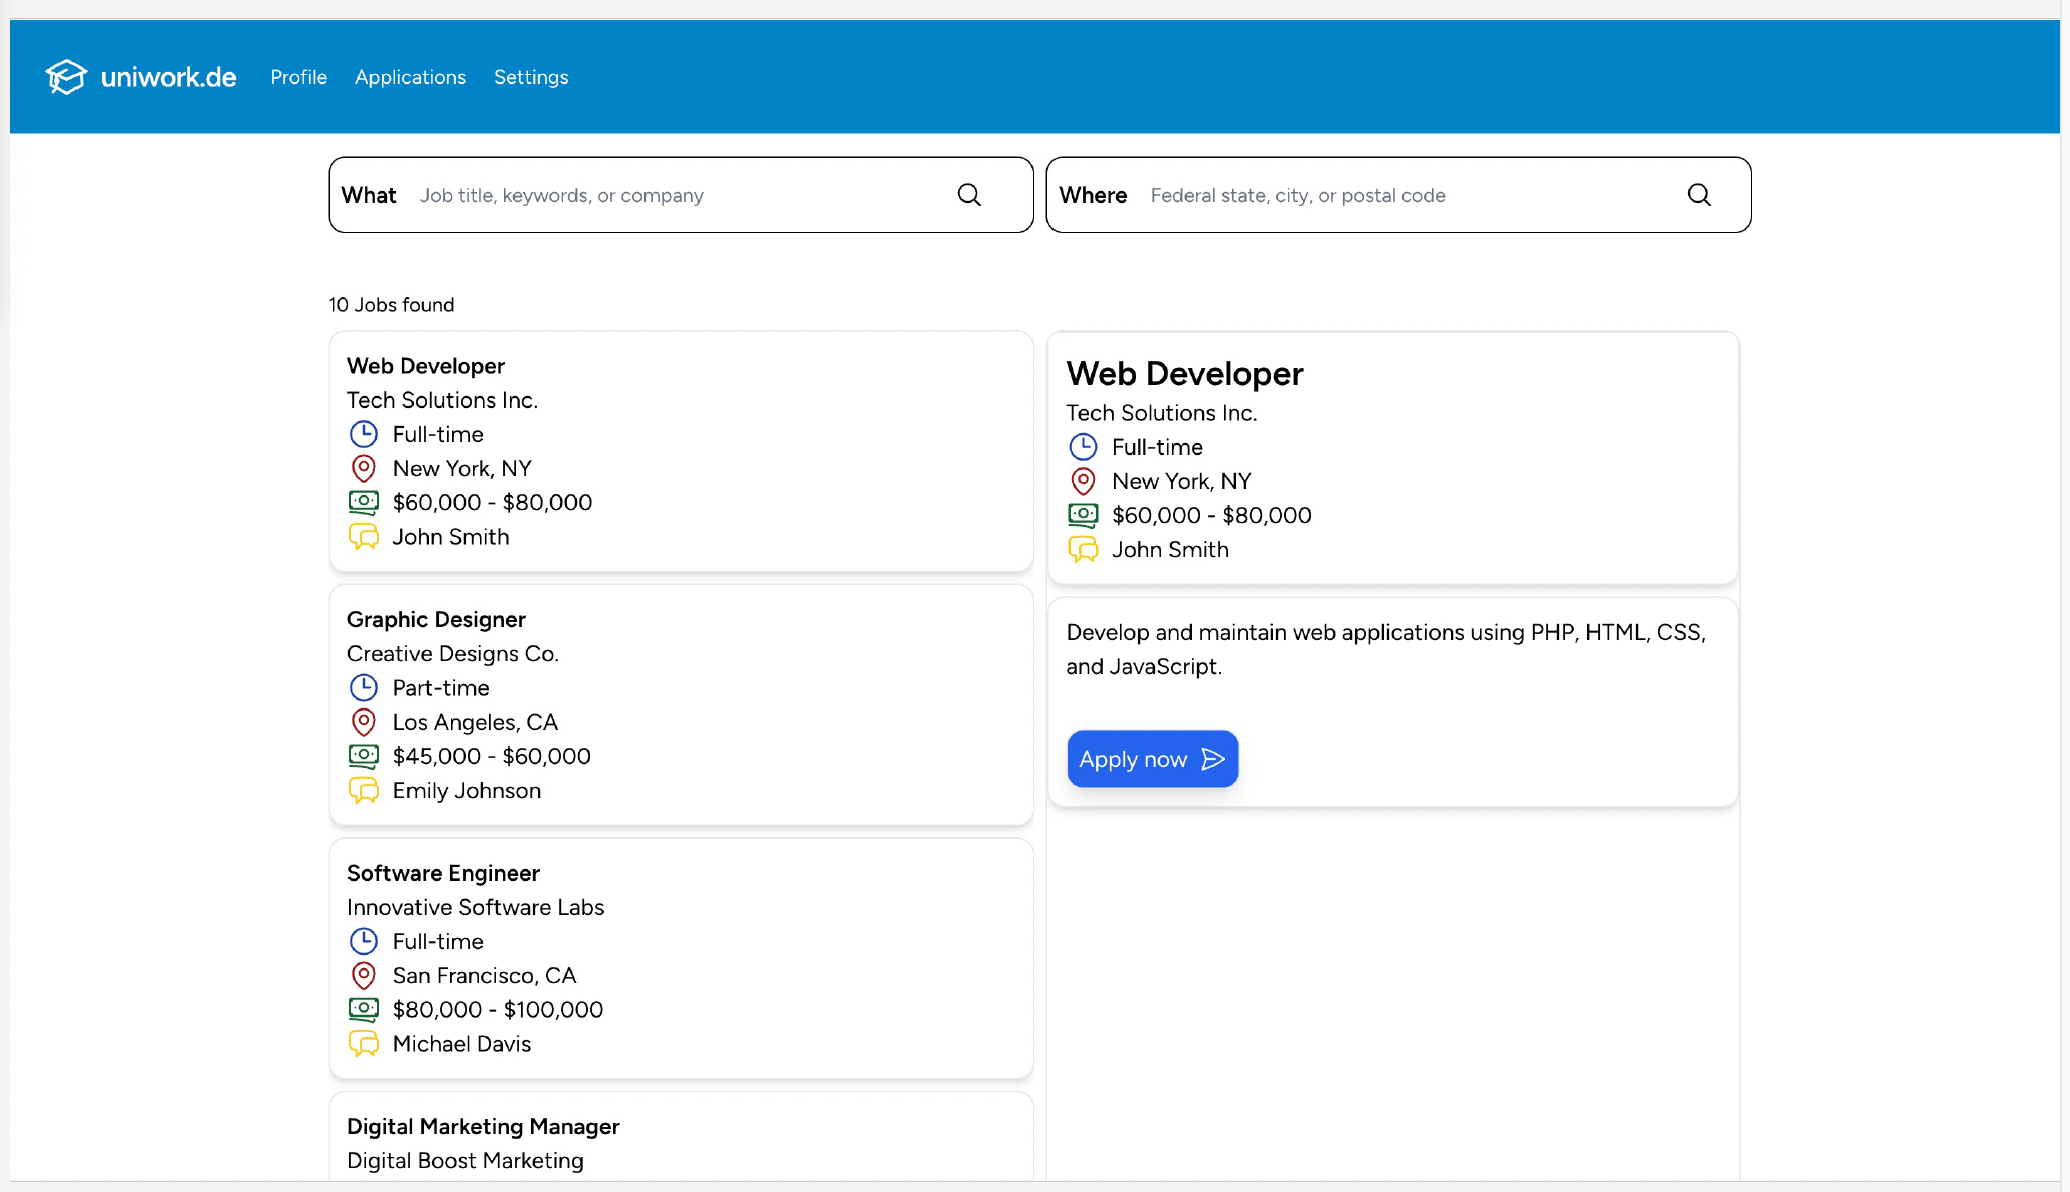 uniwork.de Profile Applications Settings
What Job title, keywords, or company
Where Federal state, city, or postal code
10 Jobs found
Web Developer
Tech Solutions Inc.
Full-time
New York, NY
$60,000 - $80,000
John Smith
Graphic Designer
Creative Designs Co.
Part-time
Los Angeles, CA
$45,000 - $60,000
Emily Johnson
Software Engineer
Innovative Software Labs
Full-time
San Francisco, CA
$80,000 - $100,000
Michael Davis
Digital Marketing Manager
Digital Boost Marketing
Web Developer
Tech Solutions Inc.
Full-time
New York, NY
$60,000 - $80,000
John Smith
Develop and maintain web applications using PHP, HTML, CSS,
and JavaScript.
Apply now